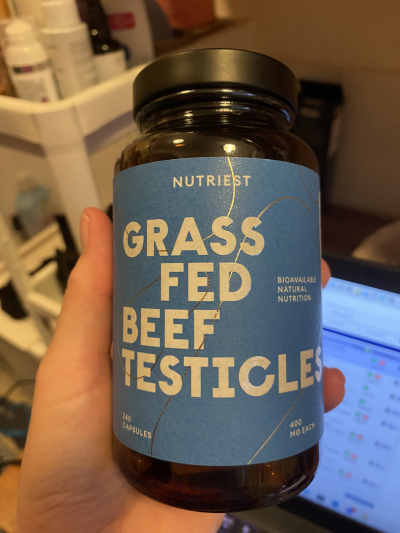 NUTRIEST
GRASS
FED
BEEF
TESTICLES
BIOAVAILABLE
NATURAL
NUTRITION
240
CAPSULES
400
MG EACH